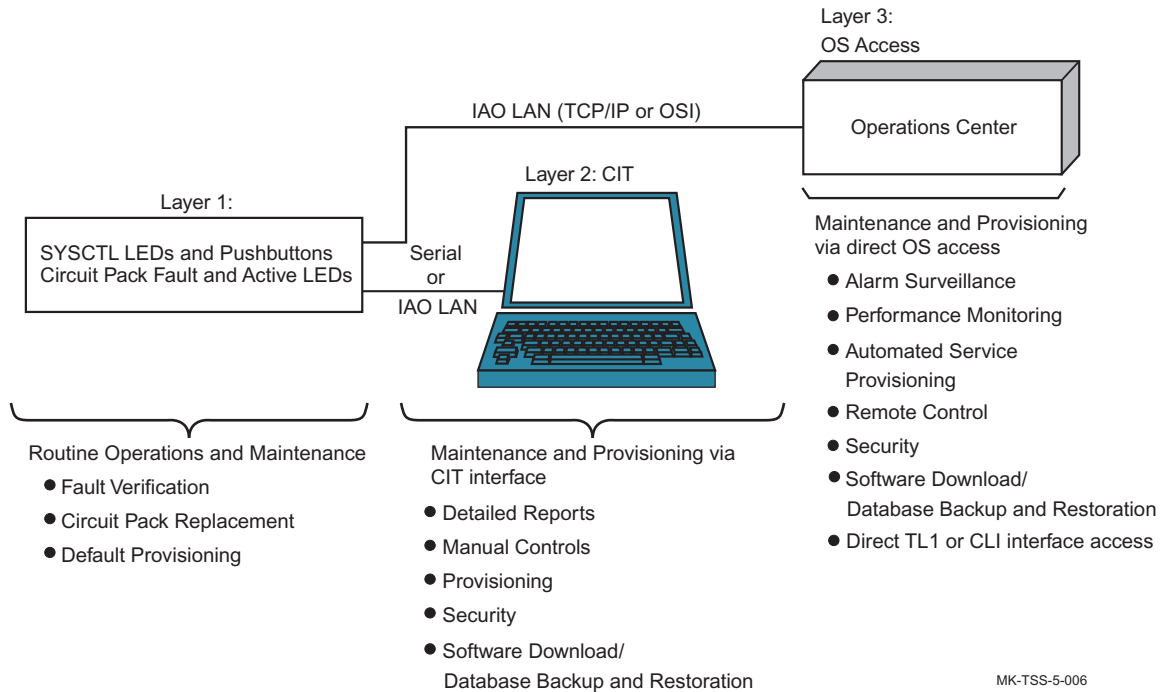 Layer 3:
OS Access
Operations Center
IAO LAN (TCP/IP or OSI)
Layer 2: CIT
Layer 1:
SYSCTL LEDs and Pushbuttons
Circuit Pack Fault and Active LEDs
Serial
or
IAO LAN
Routine Operations and Maintenance
● Fault Verification
● Circuit Pack Replacement
● Default Provisioning
Maintenance and Provisioning via
CIT interface
● Detailed Reports
● Manual Controls
● Provisioning
● Security
● Software Download/
Database Backup and Restoration
Maintenance and Provisioning
via direct OS access
● Alarm Surveillance
● Performance Monitoring
● Automated Service
Provisioning
● Remote Control
● Security
● Software Download/
Database Backup and Restoration
● Direct TL1 or CLI interface access
MK-TSS-5-006